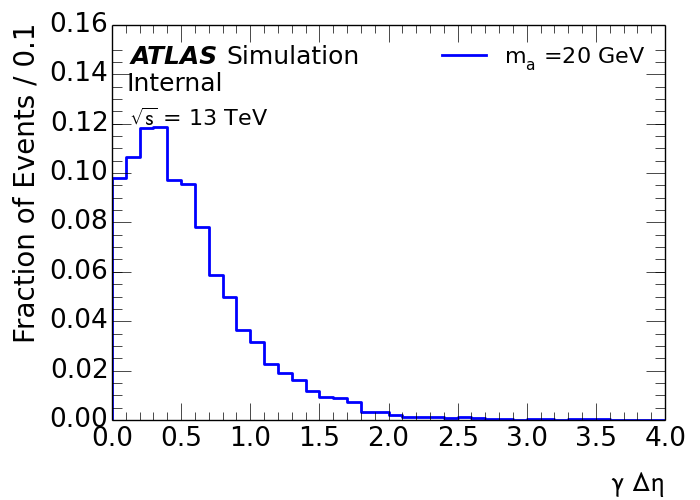 0.16
ATLAS Simulation
Internal
√s = 13 TeV
mₐ =20 GeV
0.14
0.12
0.10
0.08
0.06
0.04
0.02
0.00
Fraction of Events / 0.1
0.0 0.5 1.0 1.5 2.0 2.5 3.0 3.5 4.0
γ Δη